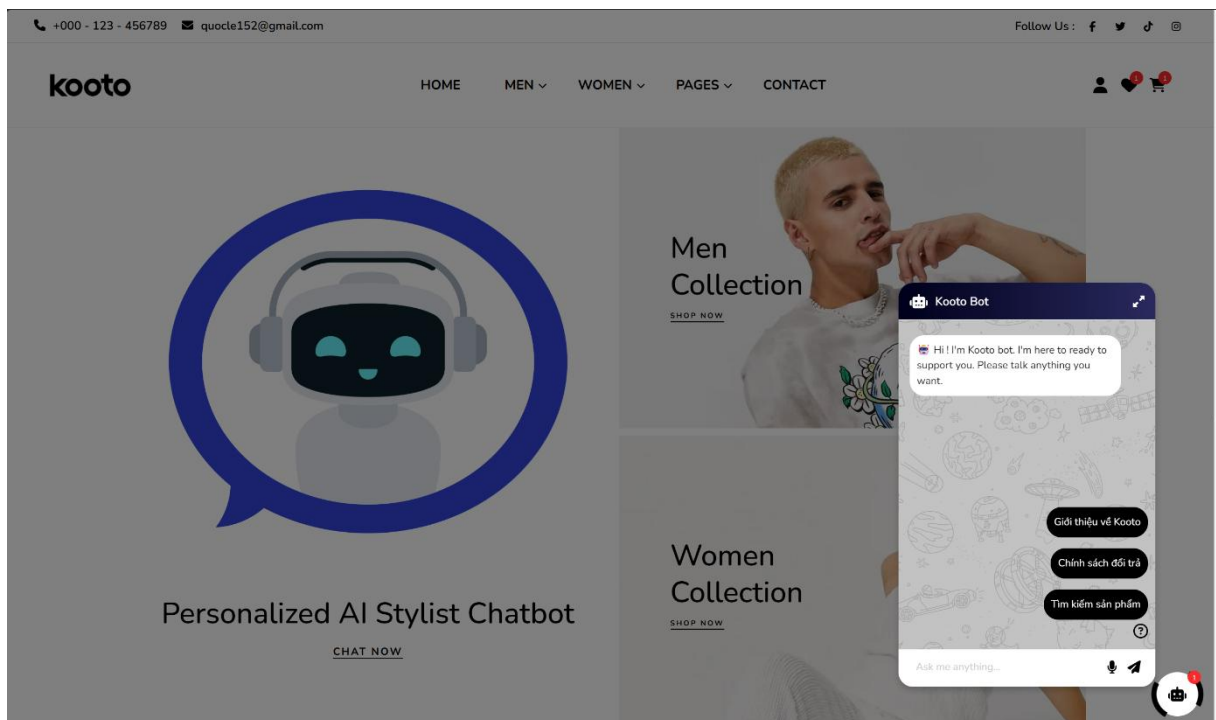 +000 - 123 - 456789 quocle152@gmail.com
Follow Us :
kooto
HOME MEN WOMEN PAGES CONTACT
1 1
Men
Collection
SHOP NOW
Personalized AI Stylist Chatbot
CHAT NOW
Women
Collection
SHOP NOW
Kooto Bot
Hi ! I'm Kooto bot. I'm here to ready to
support you. Please talk anything you
want.
Giới thiệu về Kooto
Chính sách đổi trả
Tìm kiếm sản phẩm
?
Ask me anything...
1